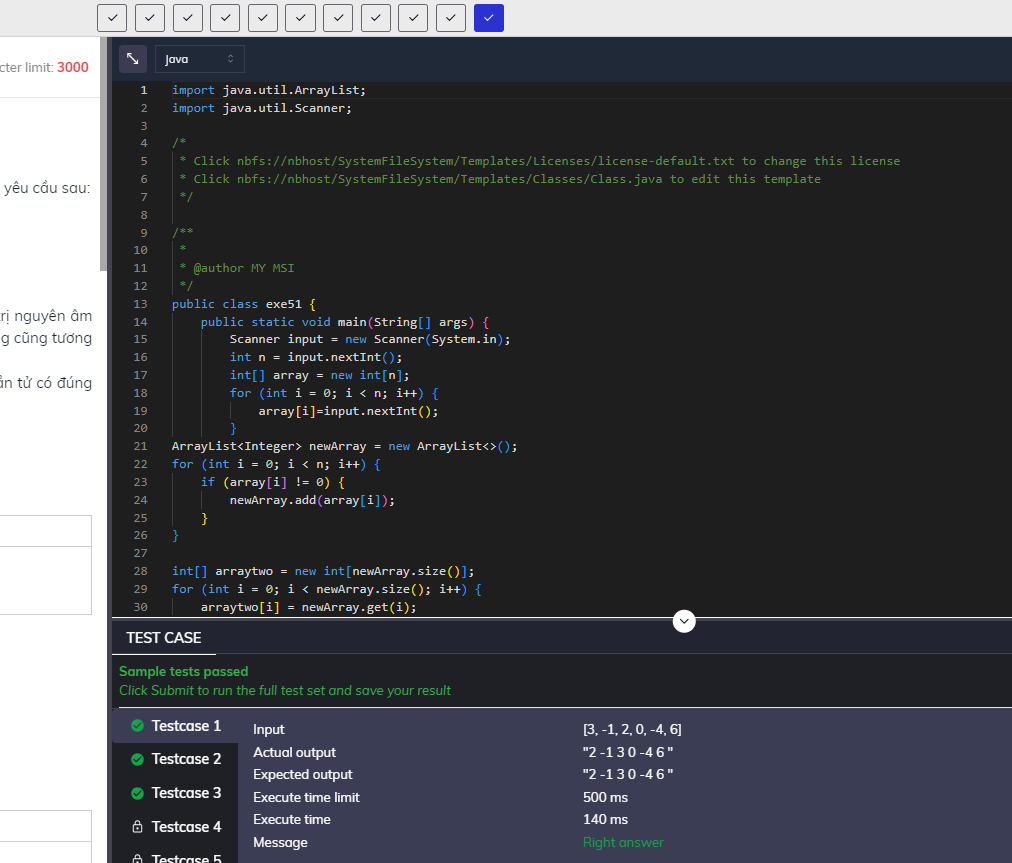 cter limit: 3000
yêu cầu sau:
rị nguyên âm
g cũng tương
ần tử có đúng
Java
1 import java.util.ArrayList;
2 import java.util.Scanner;
3
4 /*
5 * Click nbfs://nbhost/SystemFileSystem/Templates/Licenses/license-default.txt to change this license
6 * Click nbfs://nbhost/SystemFileSystem/Templates/Classes/Class.java to edit this template
7 */
8
9 /**
10 *
11 * @author MY MSI
12 */
13 public class exe51 {
14 public static void main(String[] args) {
15 Scanner input = new Scanner(System.in);
16 int n = input.nextInt();
17 int[] array = new int[n];
18 for (int i = 0; i < n; i++) {
19 array[i]=input.nextInt();
20 }
21 ArrayList<Integer> newArray = new ArrayList<>();
22 for (int i = 0; i < n; i++) {
23 if (array[i] != 0) {
24 newArray.add(array[i]);
25 }
26 }
27
28 int[] arraytwo = new int[newArray.size()];
29 for (int i = 0; i < newArray.size(); i++) {
30 arraytwo[i] = newArray.get(i);
TEST CASE
Sample tests passed
Click Submit to run the full test set and save your result
Testcase 1
Testcase 2
Testcase 3
Testcase 4
Testcase 5
Input [3, -1, 2, 0, -4, 6]
Actual output "2 -1 3 0 -4 6 "
Expected output "2 -1 3 0 -4 6 "
Execute time limit 500 ms
Execute time 140 ms
Message Right answer